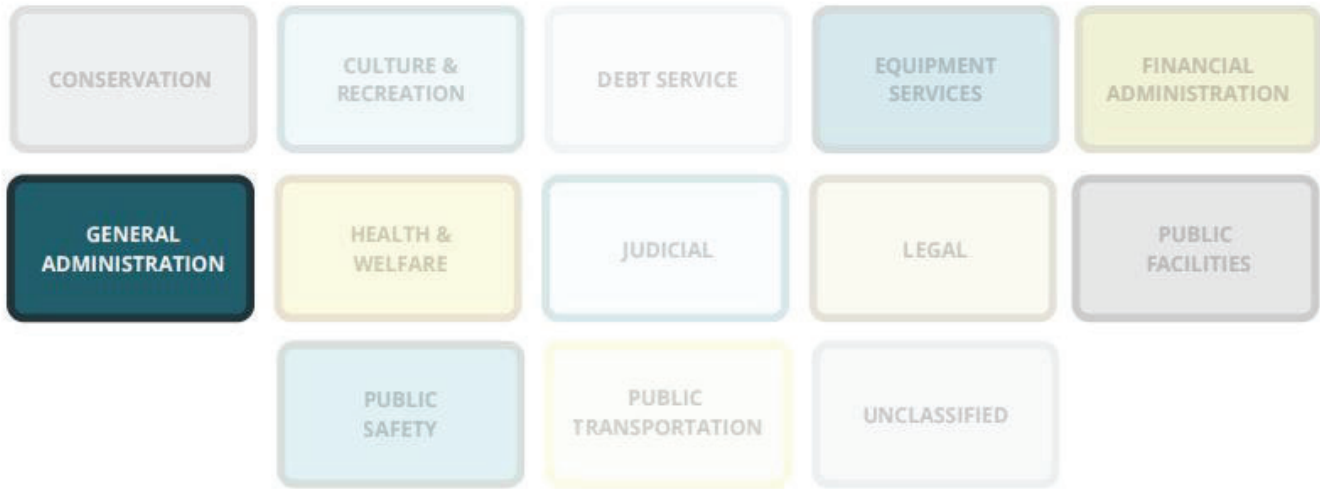 CONSERVATION
CULTURE &
RECREATION
DEBT SERVICE
EQUIPMENT
SERVICES
FINANCIAL
ADMINISTRATION
GENERAL
ADMINISTRATION
HEALTH &
WELFARE
JUDICIAL
LEGAL
PUBLIC
FACILITIES
PUBLIC
SAFETY
PUBLIC
TRANSPORTATION
UNCLASSIFIED